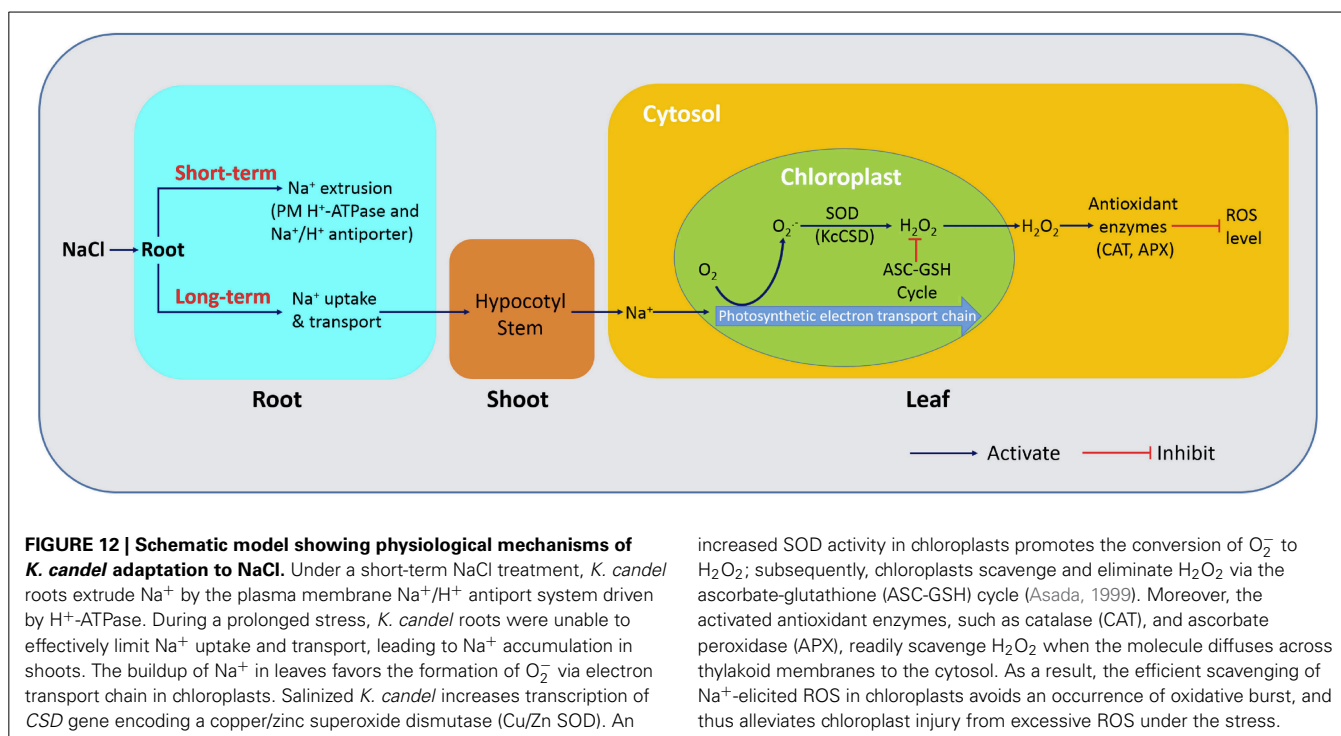 Cytosol
Chloroplast
Short-term
Na⁺ extrusion
(PM H⁺-ATPase and
Na⁺/H⁺ antiporter)
NaCl
Root
Long-term
Na⁺ uptake
& transport
Hypocotyl
Stem
Na⁺
O₂
O₂·⁻
SOD
(KcCSD)
H₂O₂
ASC-GSH
Cycle
Photosynthetic electron transport chain
H₂O₂
Antioxidant
enzymes
(CAT, APX)
ROS
level
Root
Shoot
Leaf
Activate
Inhibit
FIGURE 12 | Schematic model showing physiological mechanisms of
K. candel adaptation to NaCl. Under a short-term NaCl treatment, K. candel
roots extrude Na⁺ by the plasma membrane Na⁺/H⁺ antiport system driven
by H⁺-ATPase. During a prolonged stress, K. candel roots were unable to
effectively limit Na⁺ uptake and transport, leading to Na⁺ accumulation in
shoots. The buildup of Na⁺ in leaves favors the formation of O₂⁻ via electron
transport chain in chloroplasts. Salinized K. candel increases transcription of
CSD gene encoding a copper/zinc superoxide dismutase (Cu/Zn SOD). An
increased SOD activity in chloroplasts promotes the conversion of O₂⁻ to
H₂O₂; subsequently, chloroplasts scavenge and eliminate H₂O₂ via the
ascorbate-glutathione (ASC-GSH) cycle (Asada, 1999). Moreover, the
activated antioxidant enzymes, such as catalase (CAT), and ascorbate
peroxidase (APX), readily scavenge H₂O₂ when the molecule diffuses across
thylakoid membranes to the cytosol. As a result, the efficient scavenging of
Na⁺-elicited ROS in chloroplasts avoids an occurrence of oxidative burst, and
thus alleviates chloroplast injury from excessive ROS under the stress.